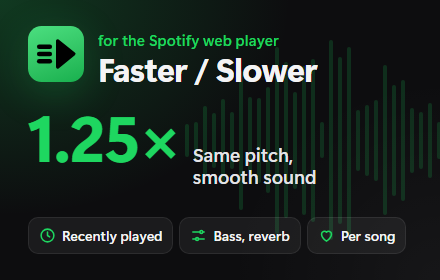 for the Spotify web player
Faster / Slower
1.25×
Same pitch,
smooth sound
Recently played
Bass, reverb
Per song